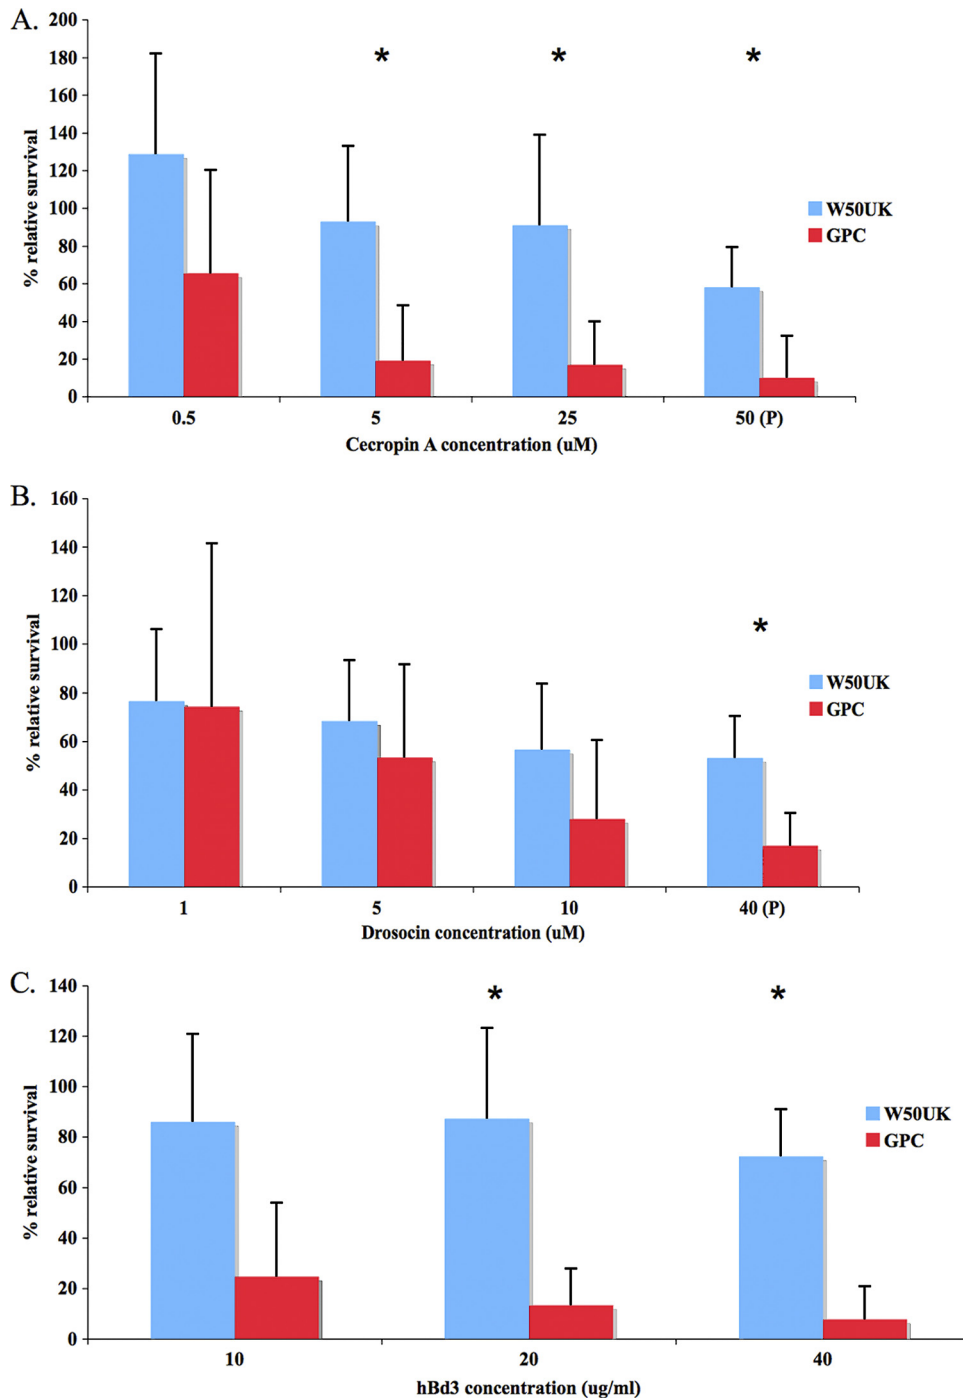 A.
% relative survival
200
180
160
140
120
100
80
60
40
20
0
* * *
W50UK
GPC
0.5 5 25 50 (P)
Cecropin A concentration (uM)
B.
% relative survival
160
140
120
100
80
60
40
20
0
*
W50UK
GPC
1 5 10 40 (P)
Drosocin concentration (uM)
C.
% relative survival
140
120
100
80
60
40
20
0
* *
W50UK
GPC
10 20 40
hBd3 concentration (ug/ml)